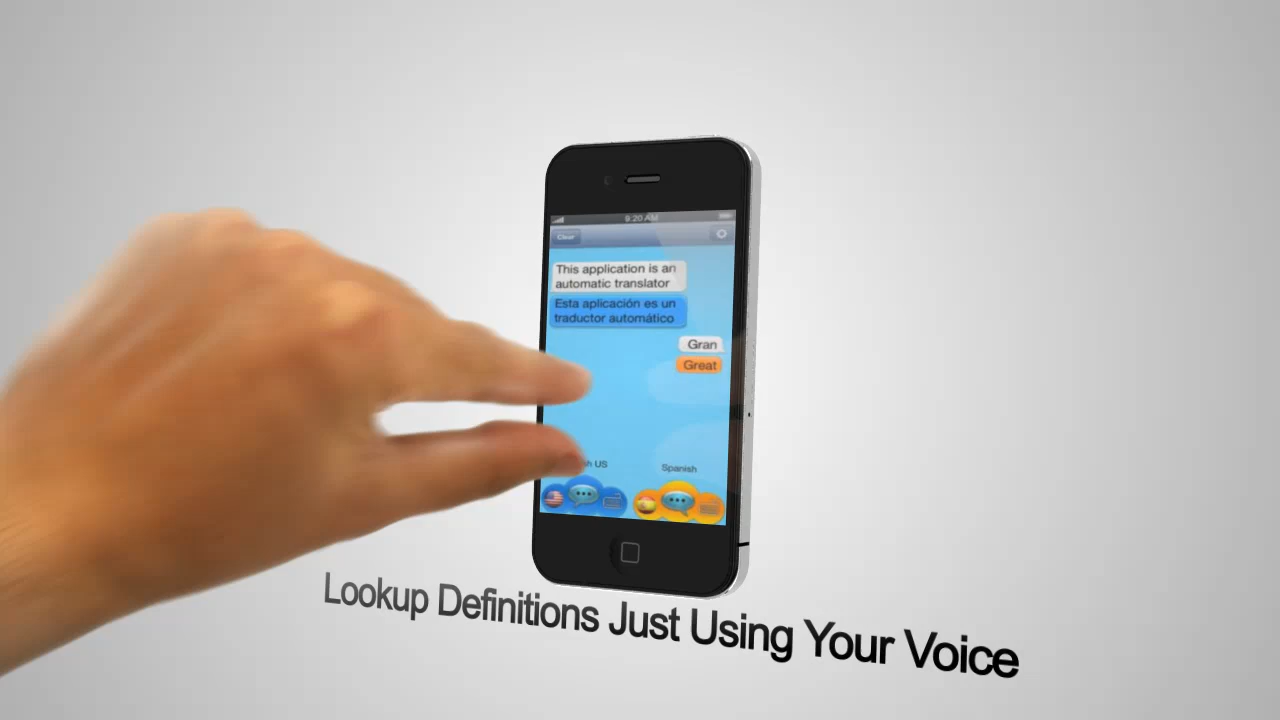 9:20 AM
Clear
This application is an
automatic translator
Esta aplicación es un
traductor automático
Gran
Great
US
Spanish
Lookup Definitions Just Using Your Voice